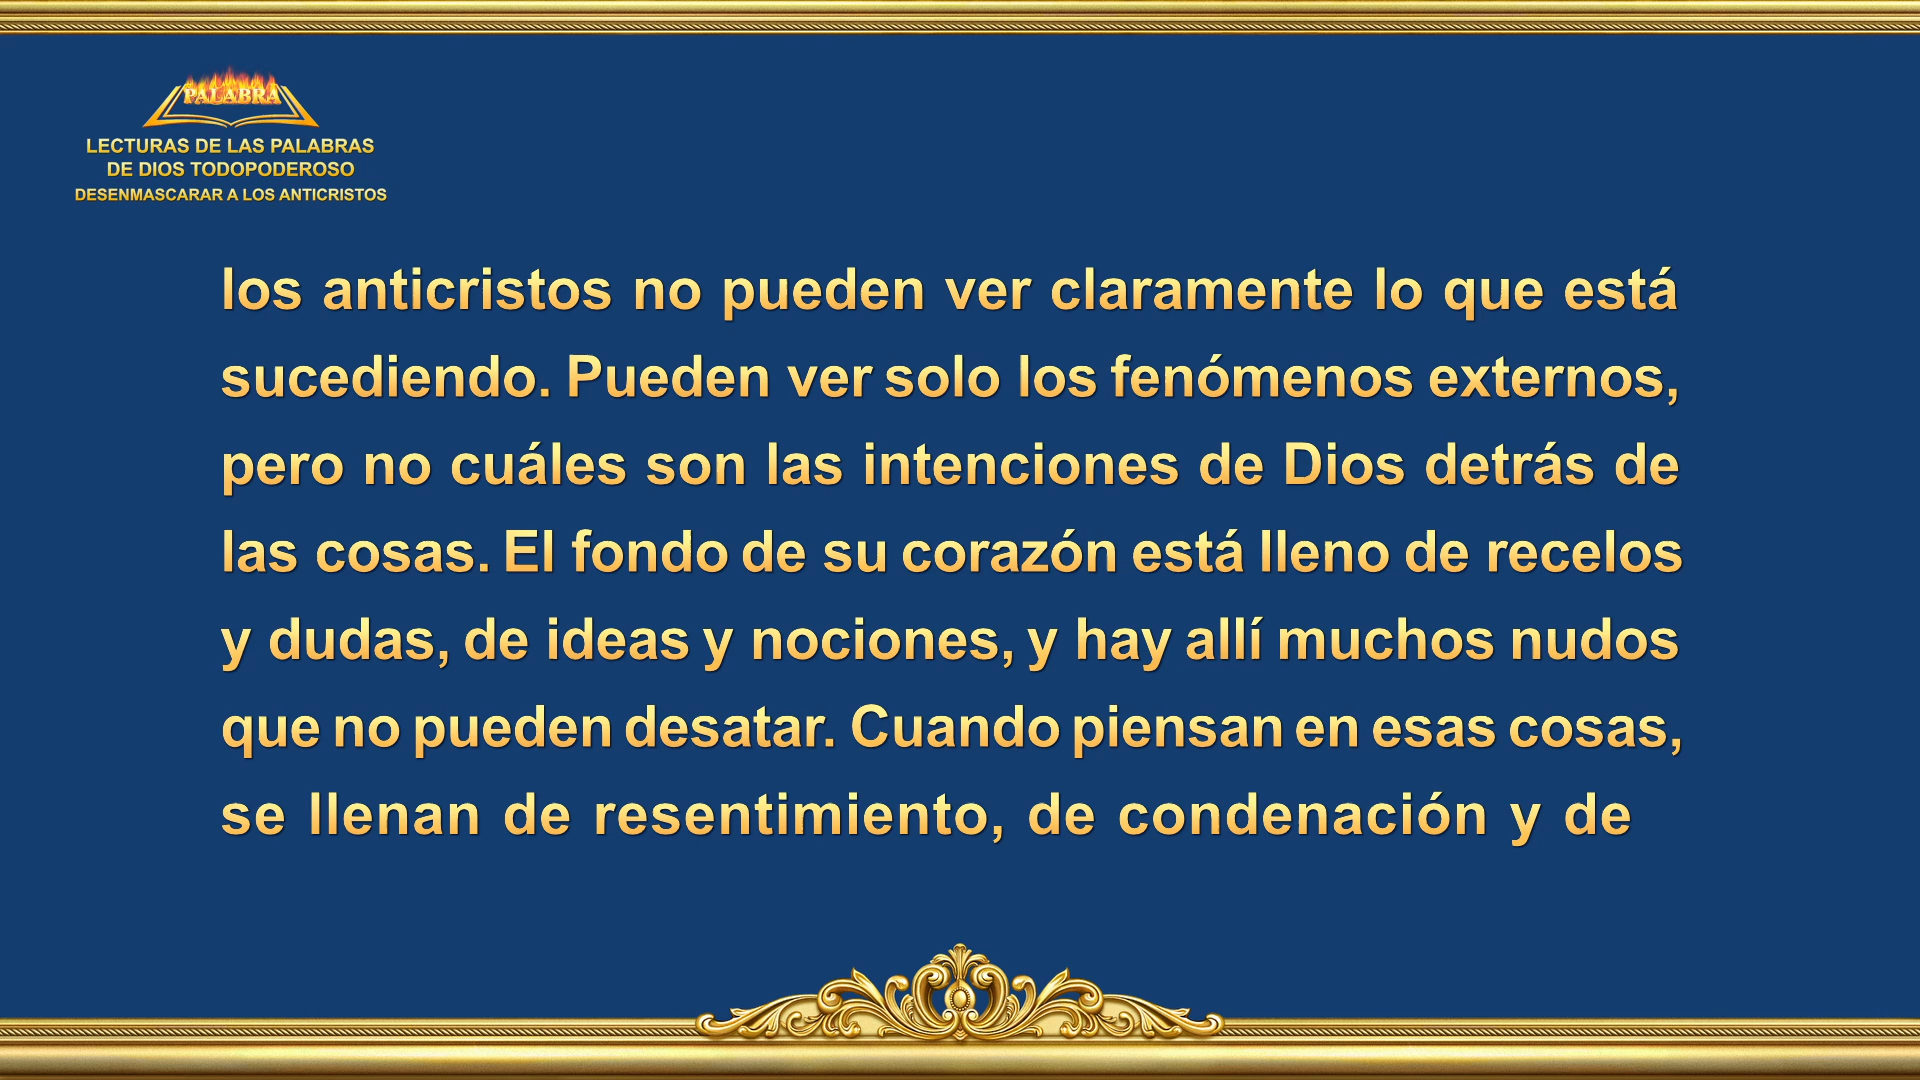 PALABRA
LECTURAS DE LAS PALABRAS
DE DIOS TODOPODEROSO
DESENMASCARAR A LOS ANTICRISTOS
los anticristos no pueden ver claramente lo que está
sucediendo. Pueden ver solo los fenómenos externos,
pero no cuáles son las intenciones de Dios detrás de
las cosas. El fondo de su corazón está lleno de recelos
y dudas, de ideas y nociones, y hay allí muchos nudos
que no pueden desatar. Cuando piensan en esas cosas,
se llenan de resentimiento, de condenación y de